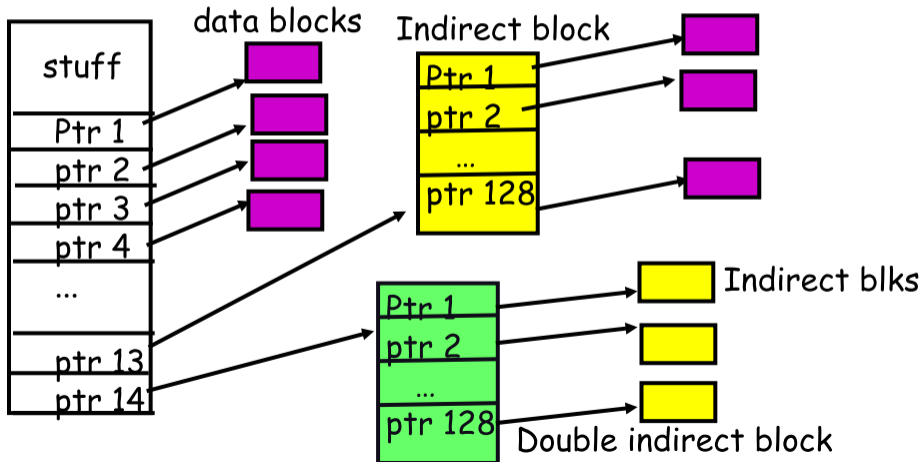 stuff
Ptr 1
ptr 2
ptr 3
ptr 4
...
ptr 13
ptr 14
data blocks
Indirect block
Ptr 1
ptr 2
...
ptr 128
Ptr 1
ptr 2
...
ptr 128
Indirect blks
Double indirect block